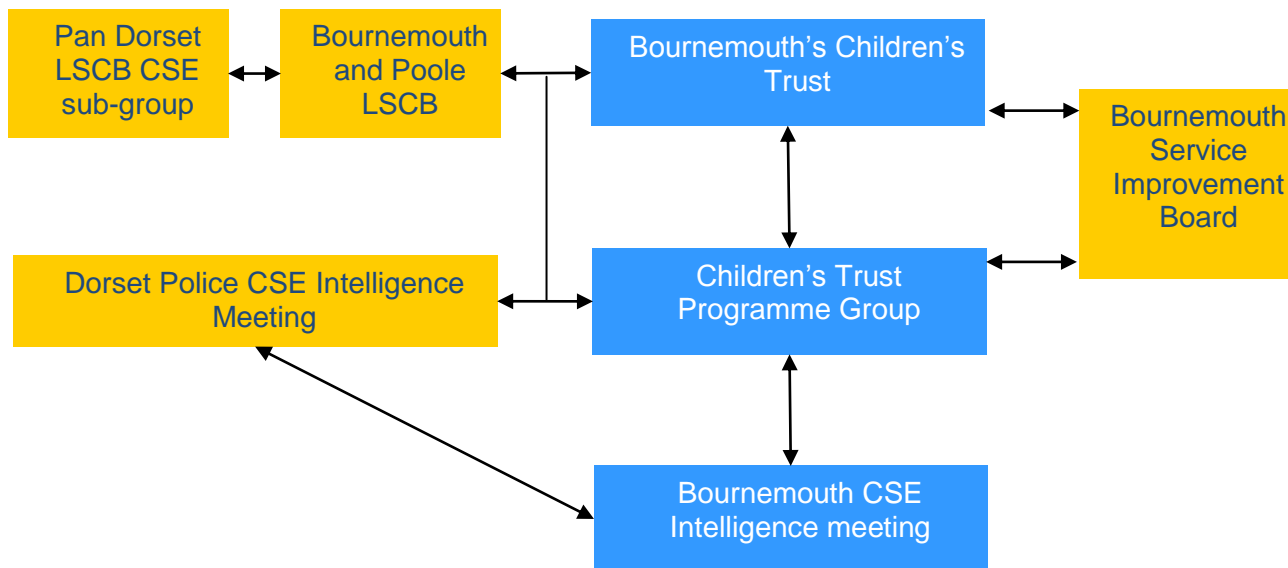 Pan Dorset
LSCB CSE
sub-group
Bournemouth
and Poole
LSCB
Bournemouth’s Children’s
Trust
Bournemouth
Service
Improvement
Board
Dorset Police CSE Intelligence
Meeting
Children’s Trust
Programme Group
Bournemouth CSE
Intelligence meeting